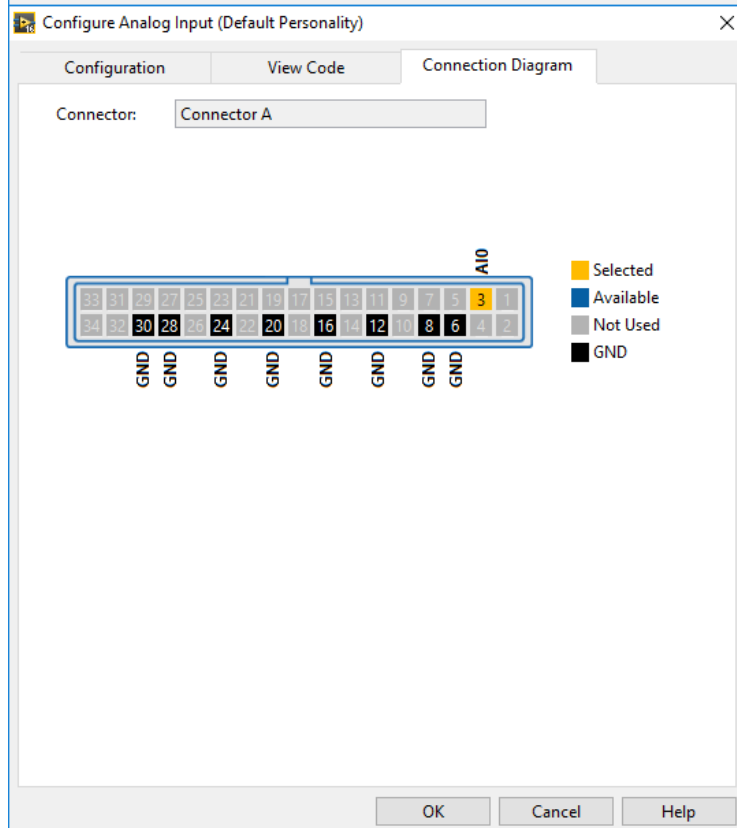 Configure Analog Input (Default Personality)
Configuration View Code Connection Diagram
Connector: Connector A
AI0
33 31 29 27 25 23 21 19 17 15 13 11 9 7 5 3 1
34 32 30 28 26 24 22 20 18 16 14 12 10 8 6 4 2
GND GND GND GND GND GND GND GND
Selected
Available
Not Used
GND
OK Cancel Help